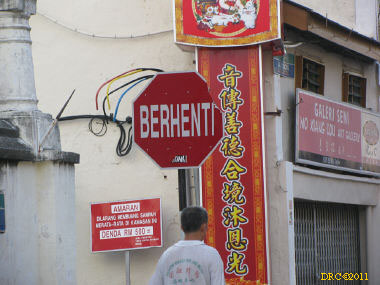 BERHENTI
音傳善德合境沐恩光
GALERI SENI
AMARAN
DILARANG MEMBUANG SAMPAH
MERATA-RATA DI KAWASAN INI
DENDA RM 500
DRC©2011